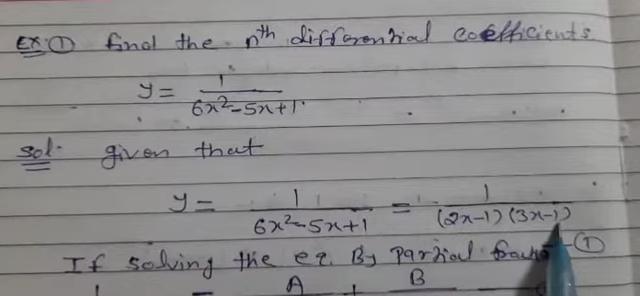 Ex:① find the nth differential coefficients
y = 1/(6x²-5x+1)
Sol- given that
y = 1/(6x²-5x+1) = 1/((2x-1)(3x-1))
If solving the eq. By partial -①
1 = A + B